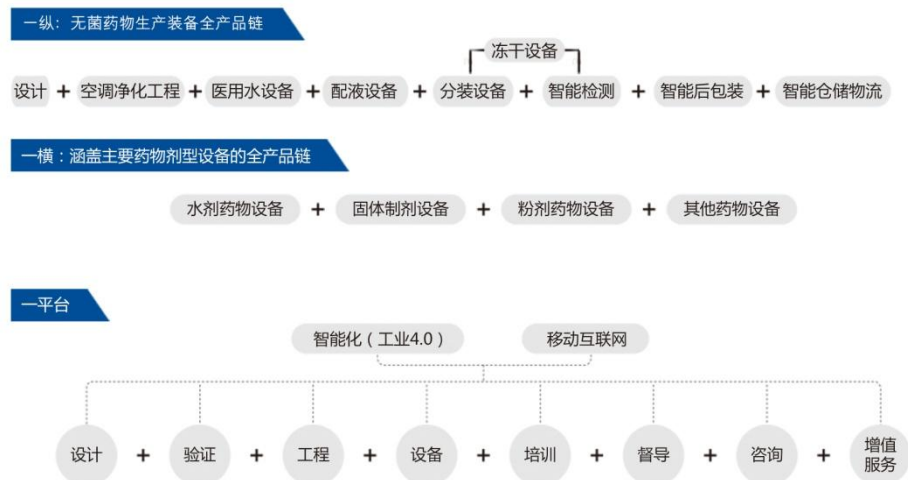 一纵：无菌药物生产装备全产品链
冻干设备
设计 + 空调净化工程 + 医用水设备 + 配液设备 + 分装设备 + 智能检测 + 智能后包装 + 智能仓储物流
一横：涵盖主要药物剂型设备的全产品链
水剂药物设备 + 固体制剂设备 + 粉剂药物设备 + 其他药物设备
一平台
智能化（工业4.0） 移动互联网
设计 + 验证 + 工程 + 设备 + 培训 + 督导 + 咨询 + 增值
服务